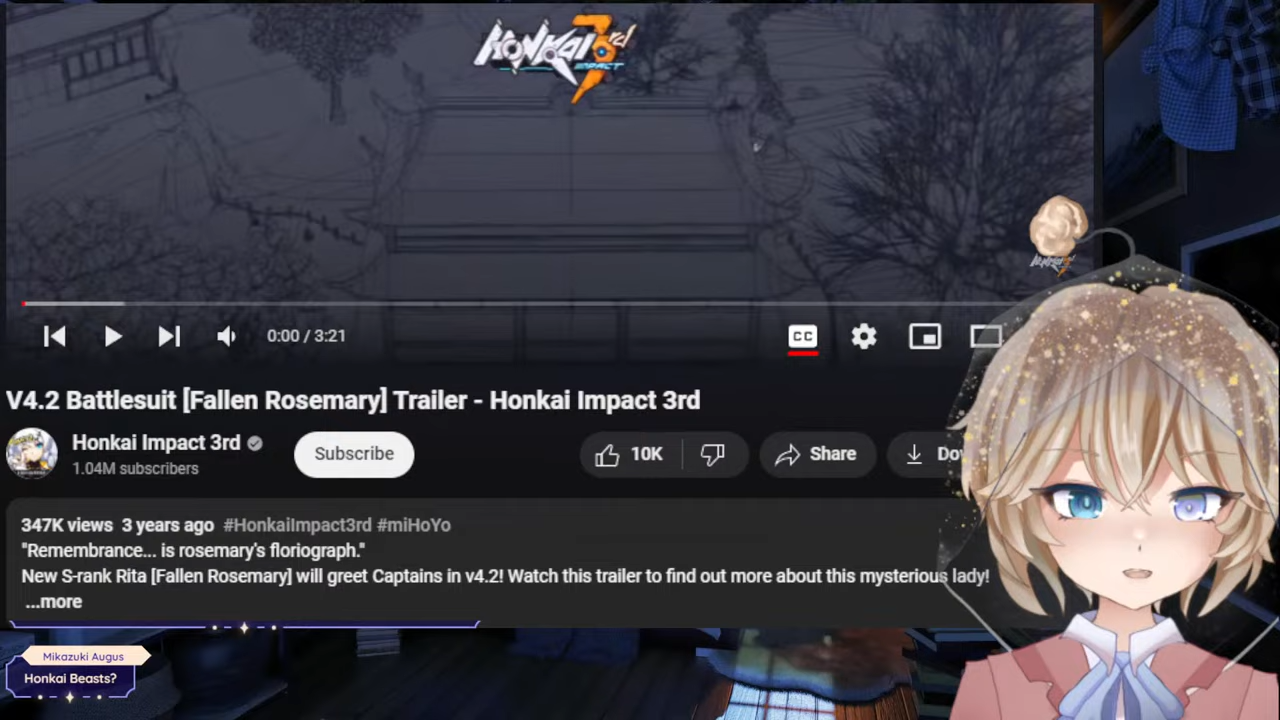 HONKAI 3rd
IMPACT
HONKAI 3
0:00 / 3:21
CC
V4.2 Battlesuit [Fallen Rosemary] Trailer - Honkai Impact 3rd
Honkai Impact 3rd
1.04M subscribers
Subscribe
10K
Share
Do
347K views 3 years ago #HonkaiImpact3rd #miHoYo
"Remembrance... is rosemary's floriograph."
New S-rank Rita [Fallen Rosemary] will greet Captains in v4.2! Watch this trailer to find out more about this mysterious lady!
...more
Mikazuki Augus
Honkai Beasts?